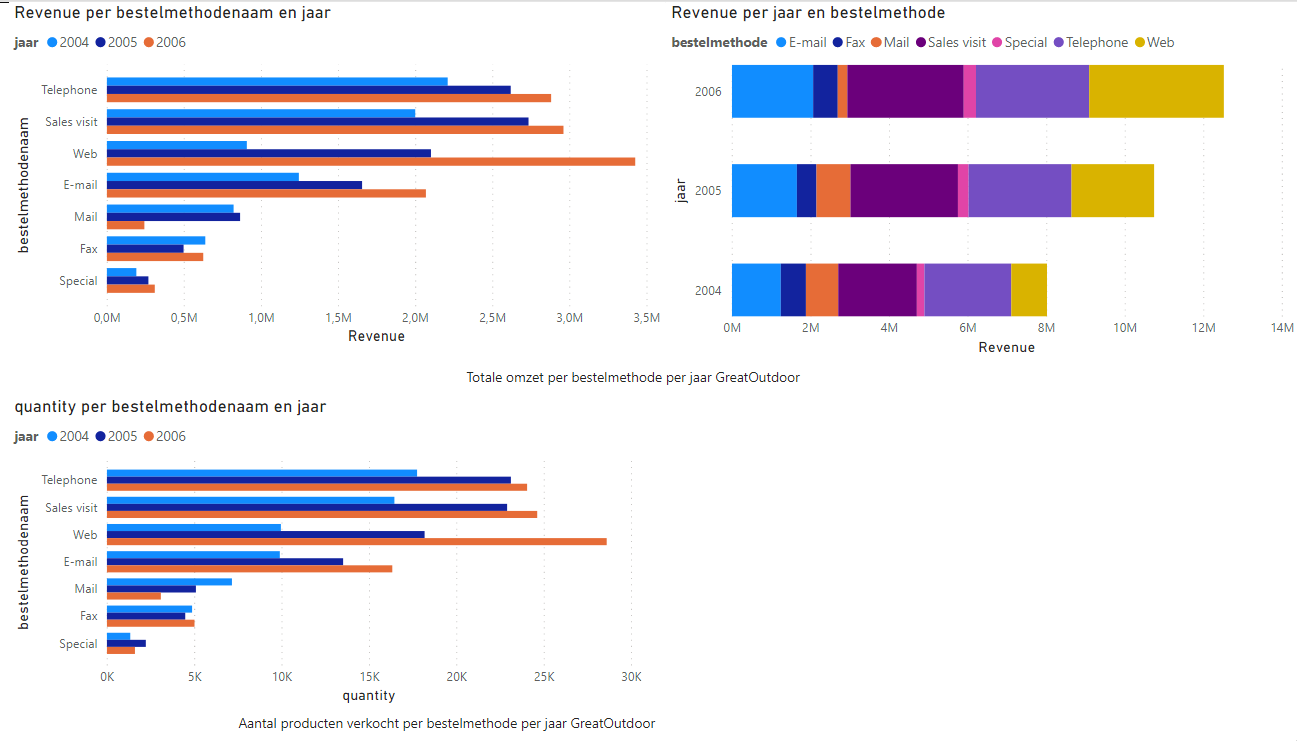 Revenue per bestelmethodenaam en jaar
jaar 2004 2005 2006
bestelmethodenaam
Telephone
Sales visit
Web
E-mail
Mail
Fax
Special
0,0M 0,5M 1,0M 1,5M 2,0M 2,5M 3,0M 3,5M
Revenue
Revenue per jaar en bestelmethode
bestelmethode E-mail Fax Mail Sales visit Special Telephone Web
jaar
2006
2005
2004
0M 2M 4M 6M 8M 10M 12M 14M
Revenue
Totale omzet per bestelmethode per jaar GreatOutdoor
quantity per bestelmethodenaam en jaar
jaar 2004 2005 2006
bestelmethodenaam
Telephone
Sales visit
Web
E-mail
Mail
Fax
Special
0K 5K 10K 15K 20K 25K 30K
quantity
Aantal producten verkocht per bestelmethode per jaar GreatOutdoor